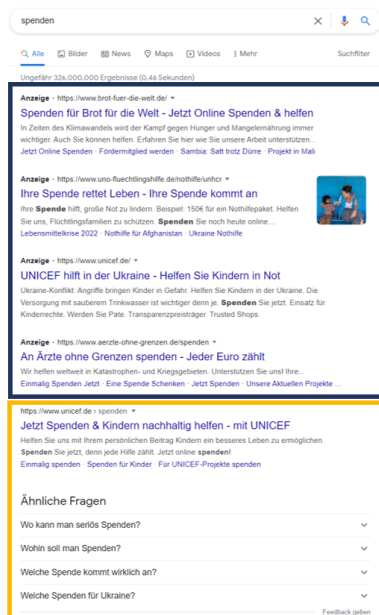 spenden
Alle Bilder News Maps Videos Mehr Suchfilter
Ungefähr 326.000.000 Ergebnisse (0,46 Sekunden)
Anzeige · https://www.brot-fuer-die-welt.de/
Spenden für Brot für die Welt - Jetzt Online Spenden & helfen
In Zeiten des Klimawandels wird der Kampf gegen Hunger und Mangelernährung immer
wichtiger. Auch Sie können helfen. Erfahren Sie hier wie Sie unsere Arbeit unterstützen...
Jetzt Online Spenden · Fördermitglied werden · Sambia: Satt trotz Dürre · Projekt in Mali
Anzeige · https://www.uno-fluechtlingshilfe.de/nothilfe/unhcr
Ihre Spende rettet Leben - Ihre Spende kommt an
Ihre Spende hilft, große Not zu lindern. Beispiel: 150€ für ein Nothilfepaket. Helfen
Sie uns, Flüchtlingsfamilien zu schützen. Spenden Sie noch heute online....
Lebensmittelkrise 2022 · Nothilfe für Afghanistan · Ukraine Nothilfe
Anzeige · https://www.unicef.de/
UNICEF hilft in der Ukraine - Helfen Sie Kindern in Not
Ukraine-Konflikt: Angriffe bringen Kinder in Gefahr. Helfen Sie Kindern in der Ukraine. Die
Versorgung mit sauberem Trinkwasser ist wichtiger denn je. Spenden Sie jetzt. Einsatz für
Kinderrechte. Werden Sie Pate. Transparenzpreisträger. Trusted Shops.
Anzeige · https://www.aerzte-ohne-grenzen.de/spenden
An Ärzte ohne Grenzen spenden - Jeder Euro zählt
Wir helfen weltweit in Katastrophen- und Kriegsgebieten. Unterstützen Sie uns! Ihre...
Einmalig Spenden Jetzt · Eine Spende Schenken · Jetzt Spenden · Unsere Aktuellen Projekte ...
https://www.unicef.de › spenden
Jetzt Spenden & Kindern nachhaltig helfen - mit UNICEF
Helfen Sie uns mit Ihrem persönlichen Beitrag Kindern ein besseres Leben zu ermöglichen.
Spenden Sie jetzt, denn jede Hilfe zählt. Jetzt online spenden!
Einmalig spenden · Spenden für Kinder · Für UNICEF-Projekte spenden
Ähnliche Fragen
Wo kann man seriös Spenden?
Wohin soll man Spenden?
Welche Spende kommt wirklich an?
Welche Spenden für Ukraine?
Feedback geben